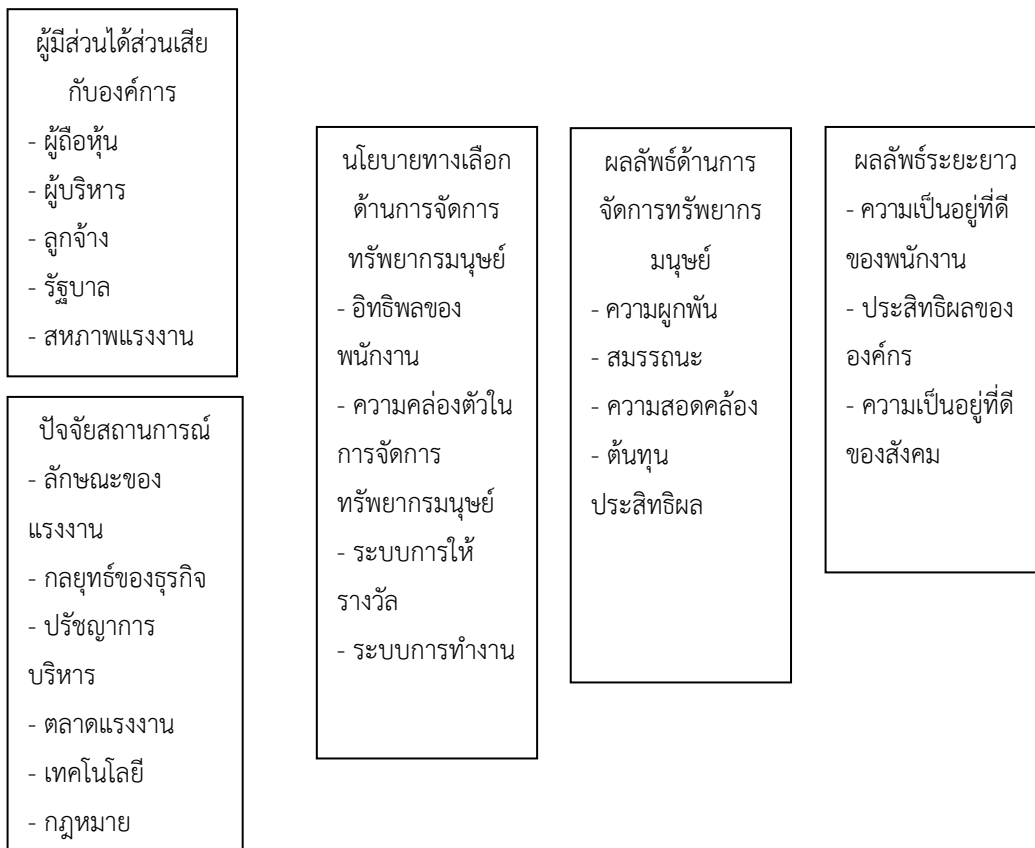 ผู้มีส่วนได้ส่วนเสีย
กับองค์การ
- ผู้ถือหุ้น
- ผู้บริหาร
- ลูกจ้าง
- รัฐบาล
- สหภาพแรงงาน
ปัจจัยสถานการณ์
- ลักษณะของ
แรงงาน
- กลยุทธ์ของธุรกิจ
- ปรัชญาการ
บริหาร
- ตลาดแรงงาน
- เทคโนโลยี
- กฎหมาย
นโยบายทางเลือก
ด้านการจัดการ
ทรัพยากรมนุษย์
- อิทธิพลของ
พนักงาน
- ความคล่องตัวใน
การจัดการ
ทรัพยากรมนุษย์
- ระบบการให้
รางวัล
- ระบบการทำงาน
ผลลัพธ์ด้านการ
จัดการทรัพยากร
มนุษย์
- ความผูกพัน
- สมรรถนะ
- ความสอดคล้อง
- ต้นทุน
ประสิทธิผล
ผลลัพธ์ระยะยาว
- ความเป็นอยู่ที่ดี
ของพนักงาน
- ประสิทธิผลของ
องค์กร
- ความเป็นอยู่ที่ดี
ของสังคม